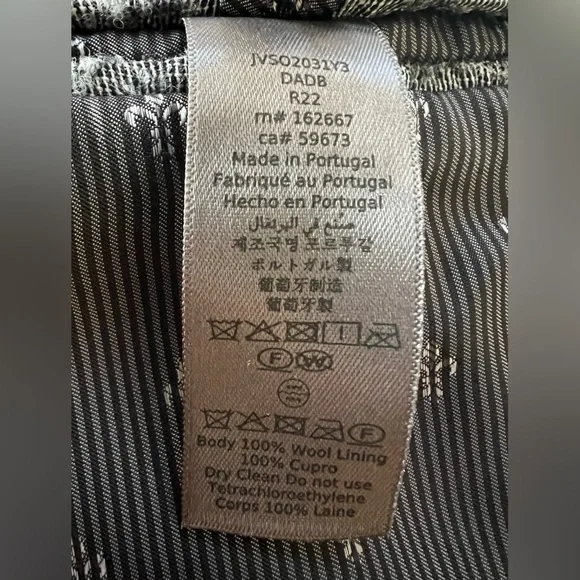 JVSO2031Y3
DADB
R22
rn# 162667
ca# 59673
Made in Portugal
Fabriqué au Portugal
Hecho en Portugal
صنع في البرتغال
제조국명 포르투갈
ポルトガル製
葡萄牙制造
葡萄牙製
F W
F
Body 100% Wool Lining
100% Cupro
Dry Clean Do not use
Tetrachloroethylene
Corps 100% Laine